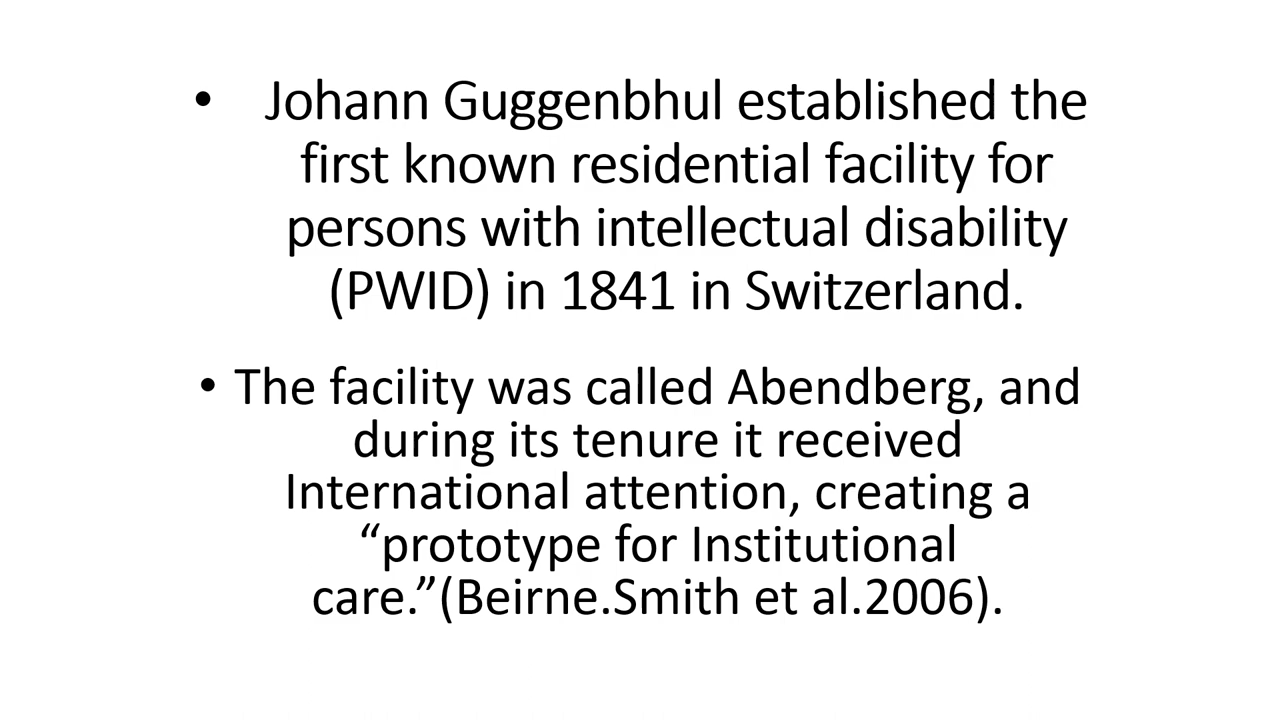 • Johann Guggenbhul established the
first known residential facility for
persons with intellectual disability
(PWID) in 1841 in Switzerland.
• The facility was called Abendberg, and
during its tenure it received
International attention, creating a
“prototype for Institutional
care.”(Beirne.Smith et al.2006).